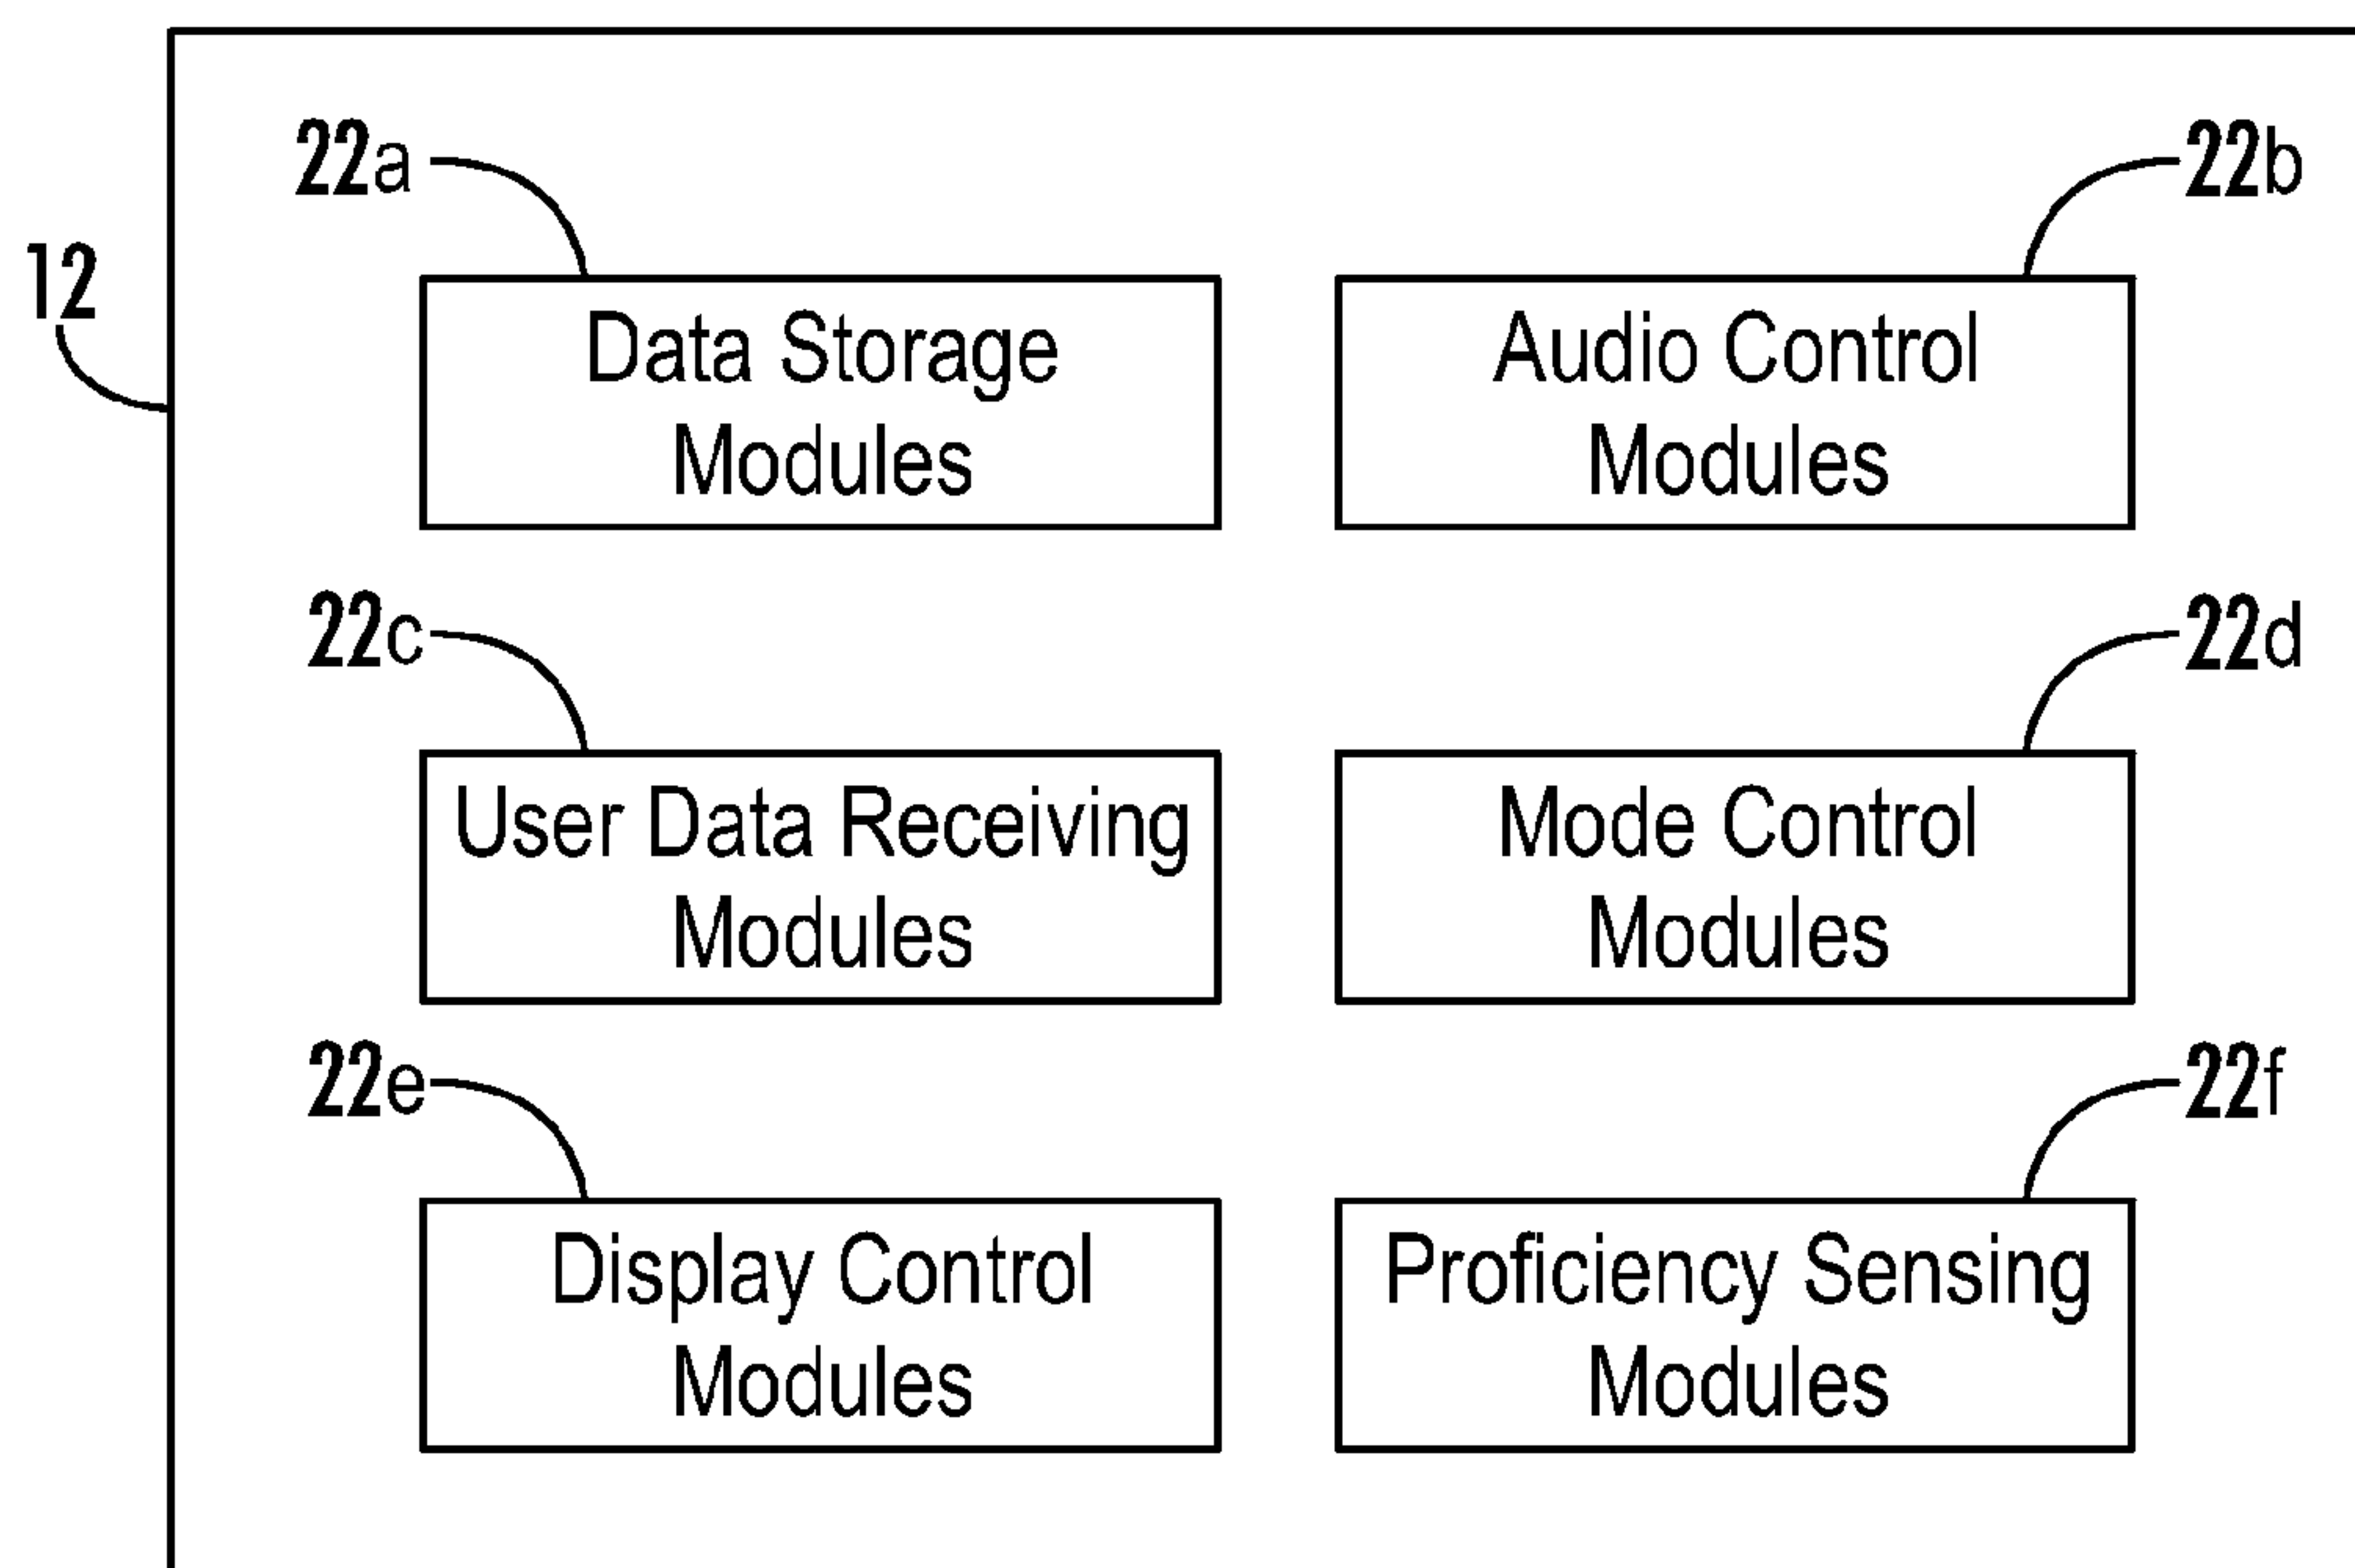 22a
22b
12
Data Storage
Modules
Audio Control
Modules
22c
22d
User Data Receiving
Modules
Mode Control
Modules
22e
22f
Display Control
Modules
Proficiency Sensing
Modules